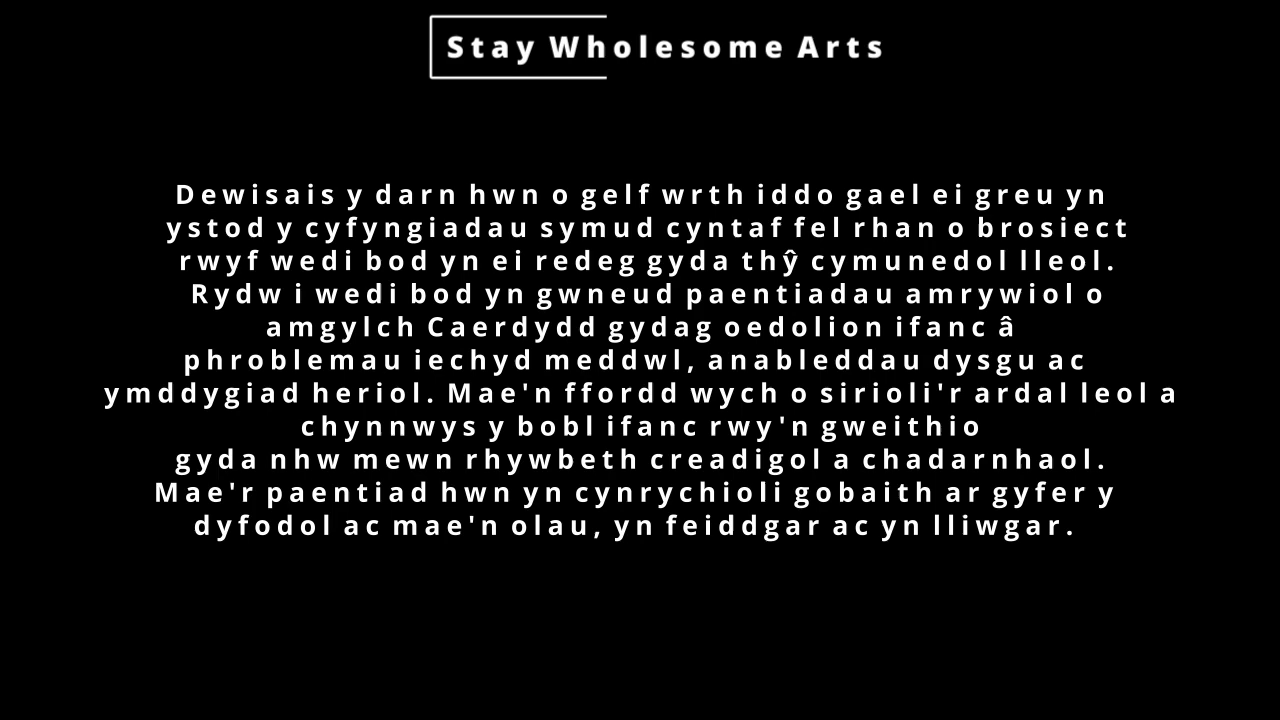 Stay Wholesome Arts
Dewisais y darn hwn o gelf wrth iddo gael ei greu yn
ystod y cyfyngiadau symud cyntaf fel rhan o brosiect
rwyf wedi bod yn ei redeg gyda thŷ cymunedol lleol.
Rydw i wedi bod yn gwneud paentiadau amrywiol o
amgylch Caerdydd gydag oedolion ifanc â
phroblemau iechyd meddwl, anableddau dysgu ac
ymddygiad heriol. Mae'n ffordd wych o sirioli'r ardal leol a
chynnwys y bobl ifanc rwy'n gweithio
gyda nhw mewn rhywbeth creadigol a chadarnhaol.
Mae'r paentiad hwn yn cynrychioli gobaith ar gyfer y
dyfodol ac mae'n olau, yn feiddgar ac yn lliwgar.